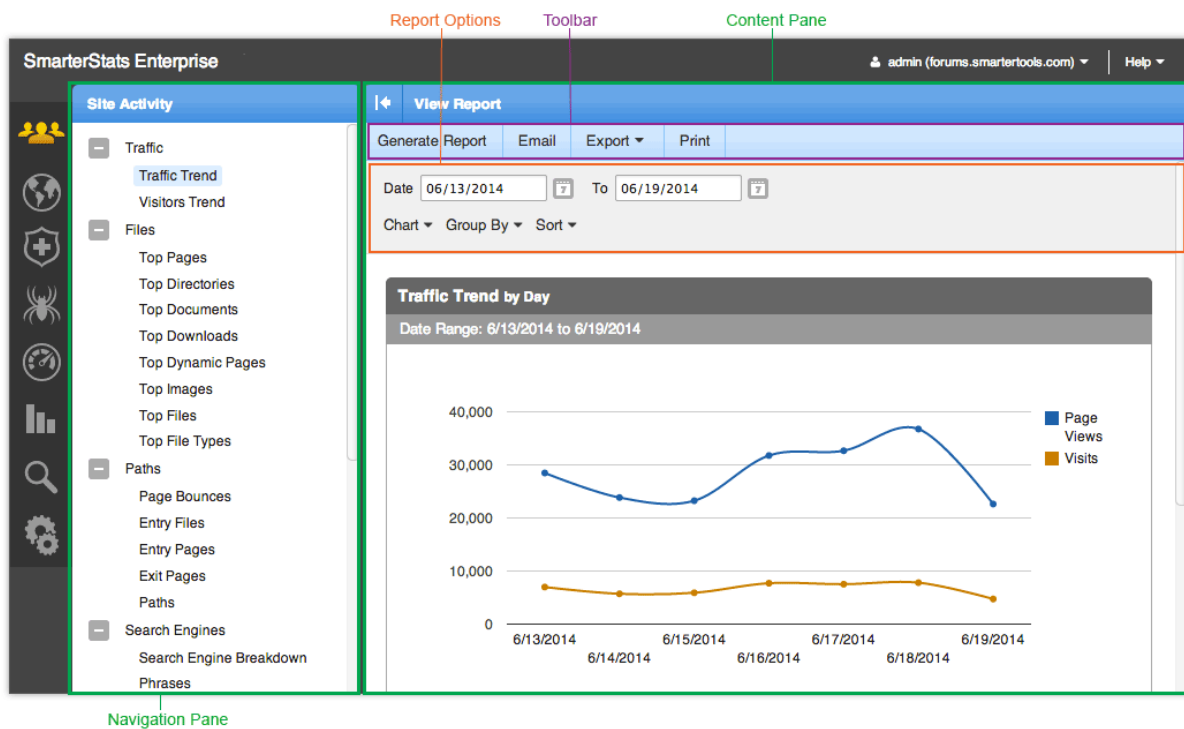 Report Options
Toolbar
Content Pane
SmarterStats Enterprise
admin (forums.smartertools.com)
Help
Site Activity
View Report
Generate Report
Email
Export
Print
Traffic
Traffic Trend
Visitors Trend
Files
Top Pages
Top Directories
Top Documents
Top Downloads
Top Dynamic Pages
Top Images
Top Files
Top File Types
Paths
Page Bounces
Entry Files
Entry Pages
Exit Pages
Paths
Search Engines
Search Engine Breakdown
Phrases
Date 06/13/2014 7 To 06/19/2014 7
Chart Group By Sort
Traffic Trend by Day
Date Range: 6/13/2014 to 6/19/2014
40,000
30,000
20,000
10,000
0
6/13/2014
6/14/2014
6/15/2014
6/16/2014
6/17/2014
6/18/2014
6/19/2014
Page
Views
Visits
Navigation Pane